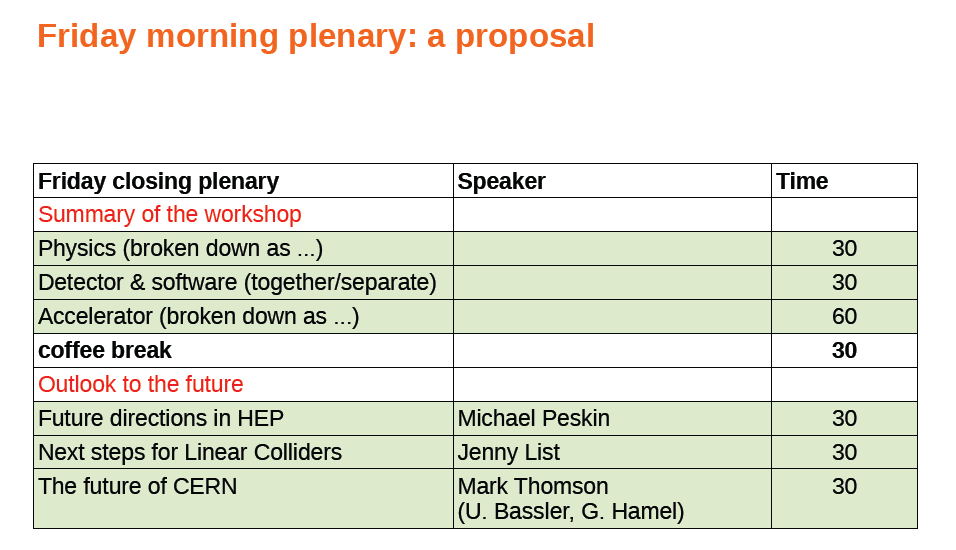 Friday morning plenary: a proposal
Friday closing plenary Speaker Time
Summary of the workshop
Physics (broken down as ...) 30
Detector & software (together/separate) 30
Accelerator (broken down as ...) 60
coffee break 30
Outlook to the future
Future directions in HEP Michael Peskin 30
Next steps for Linear Colliders Jenny List 30
The future of CERN Mark Thomson 30
(U. Bassler, G. Hamel)